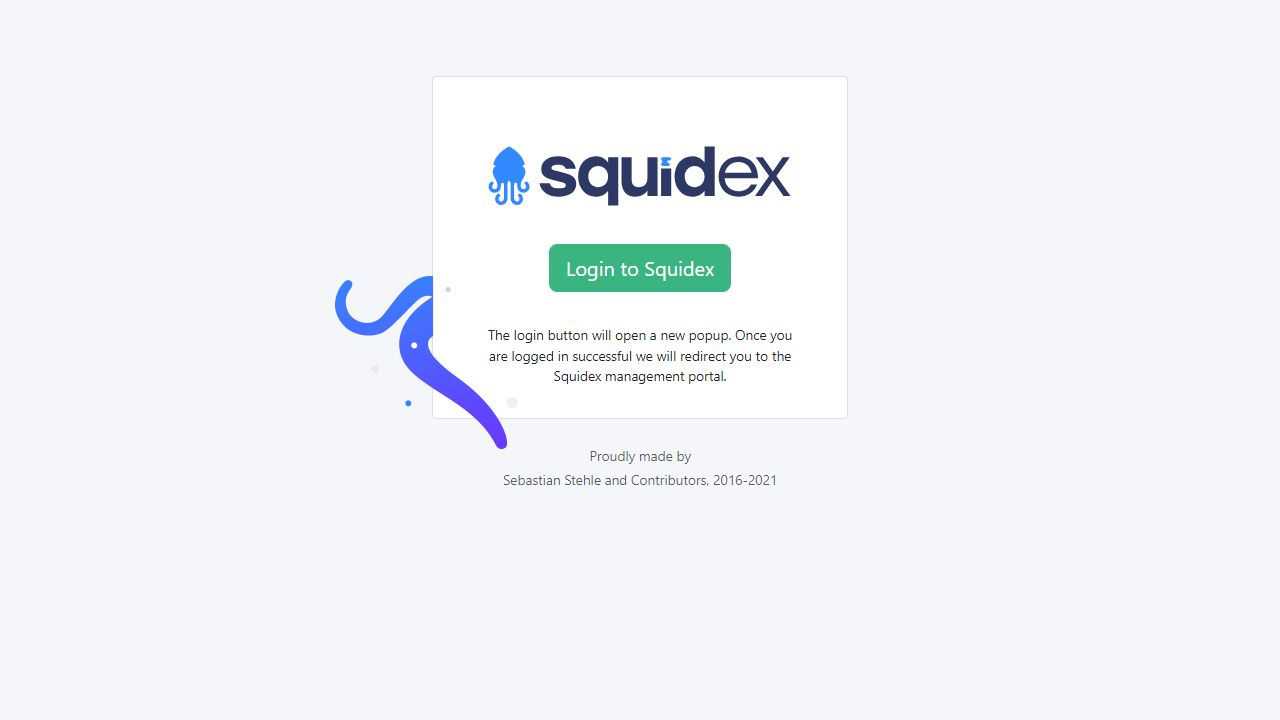 squidex
Login to Squidex
The login button will open a new popup. Once you
are logged in successful we will redirect you to the
Squidex management portal.
Proudly made by
Sebastian Stehle and Contributors, 2016-2021